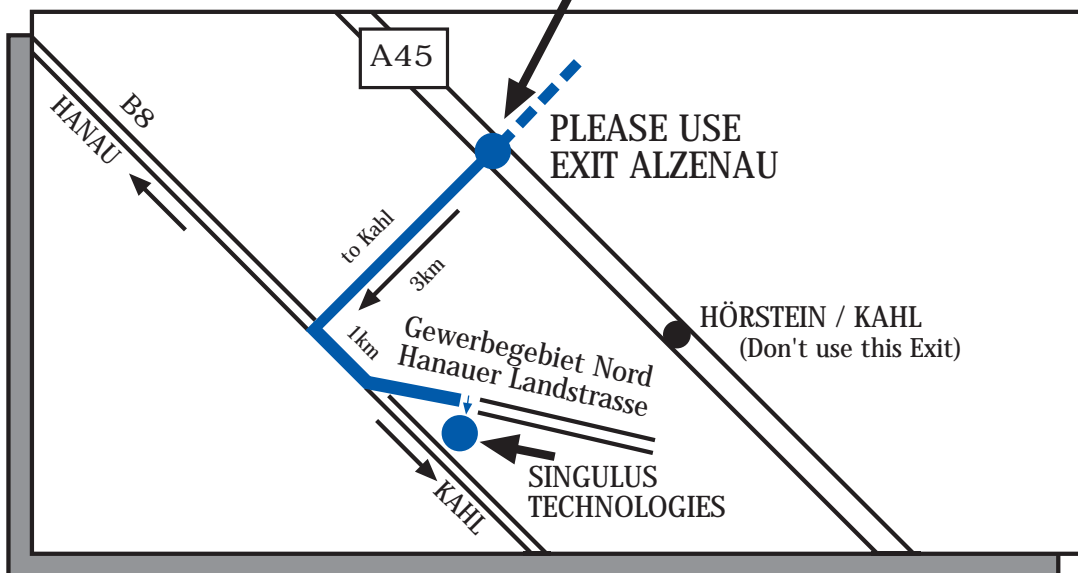 A45
B8
HANAU
PLEASE USE
EXIT ALZENAU
to Kahl
3km
HÖRSTEIN / KAHL
(Don't use this Exit)
1km
Gewerbegebiet Nord
Hanauer Landstrasse
SINGULUS
TECHNOLOGIES
KAHL